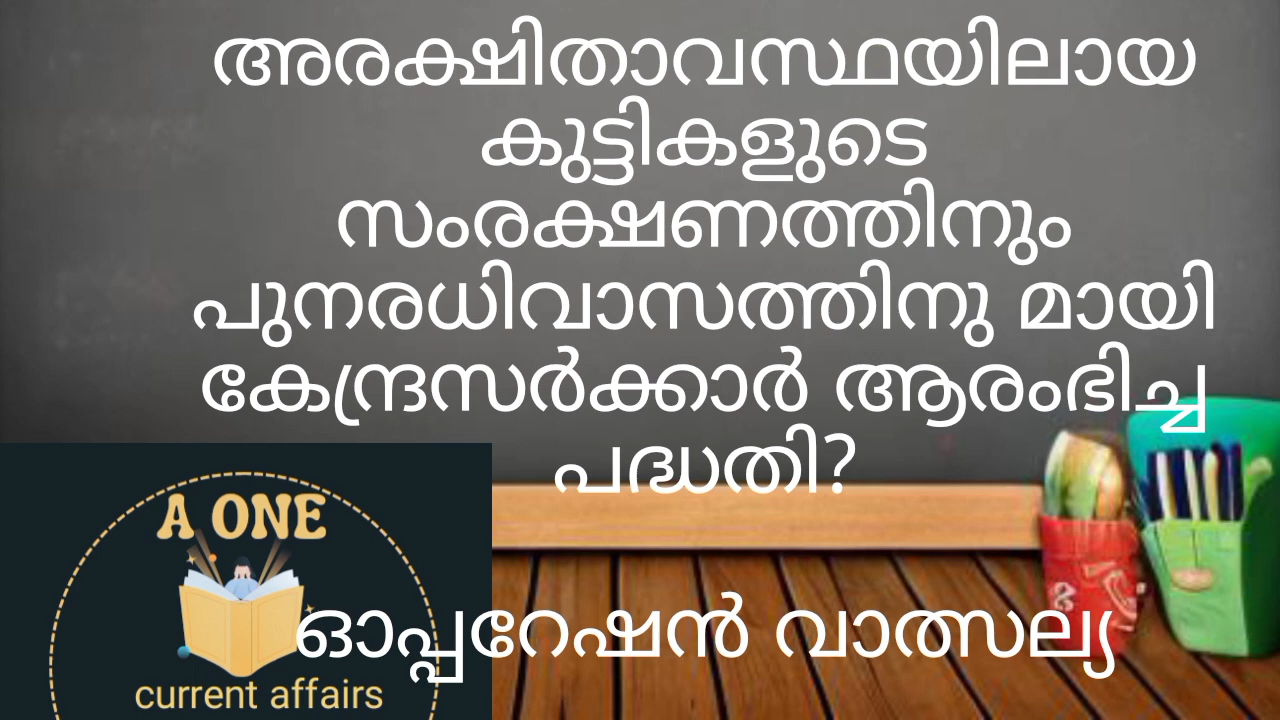 അരക്ഷിതാവസ്ഥയിലായ
കുട്ടികളുടെ
സംരക്ഷണത്തിനും
പുനരധിവാസത്തിനു മായി
കേന്ദ്രസർക്കാർ ആരംഭിച്ച
പദ്ധതി?
A ONE
ഓപ്പറേഷൻ വാത്സല്യ
current affairs